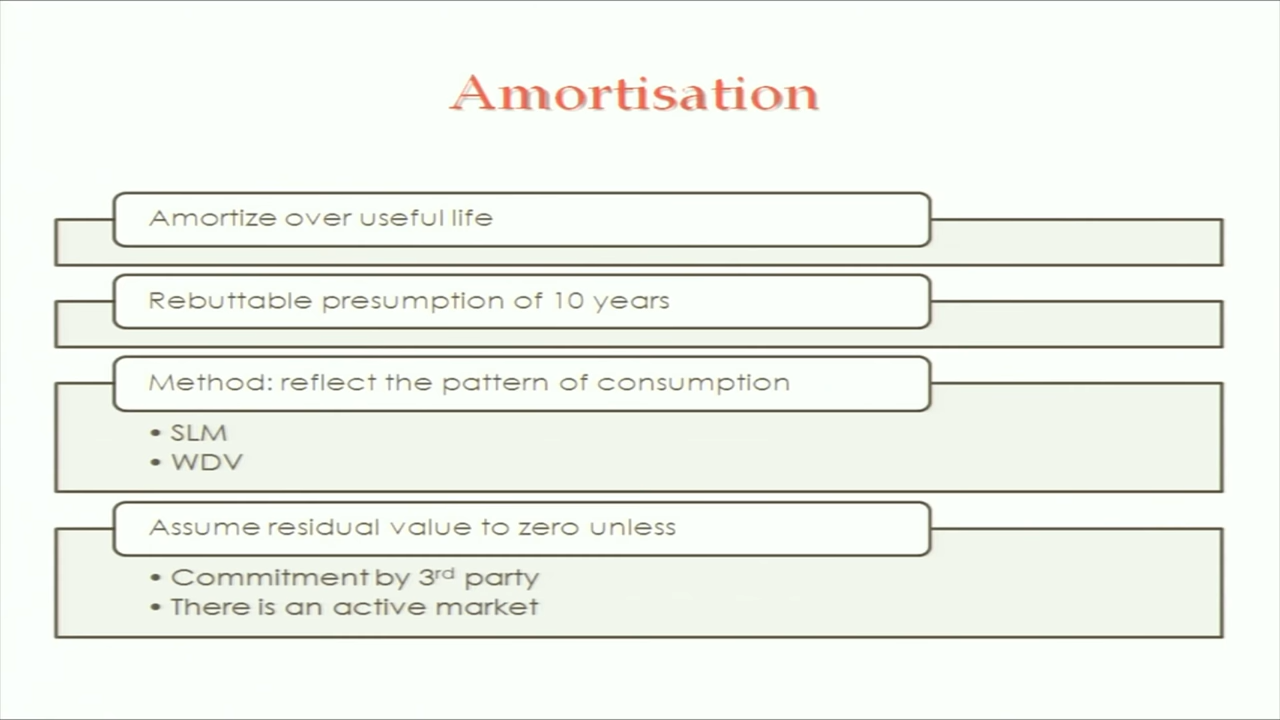 Amortisation
Amortize over useful life
Rebuttable presumption of 10 years
Method: reflect the pattern of consumption
• SLM
• WDV
Assume residual value to zero unless
• Commitment by 3rd party
• There is an active market